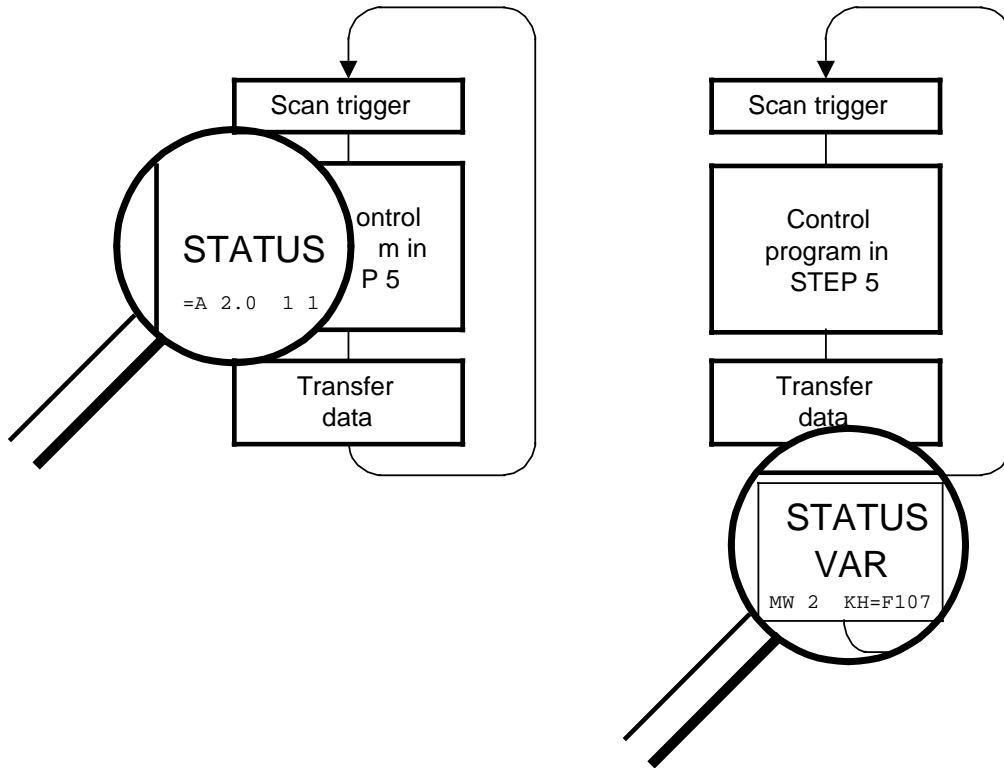 Scan trigger
ontrol
m in
P 5
STATUS
=A 2.0 1 1
Transfer
data
Scan trigger
Control
program in
STEP 5
Transfer
data
STATUS
VAR
MW 2 KH=F107